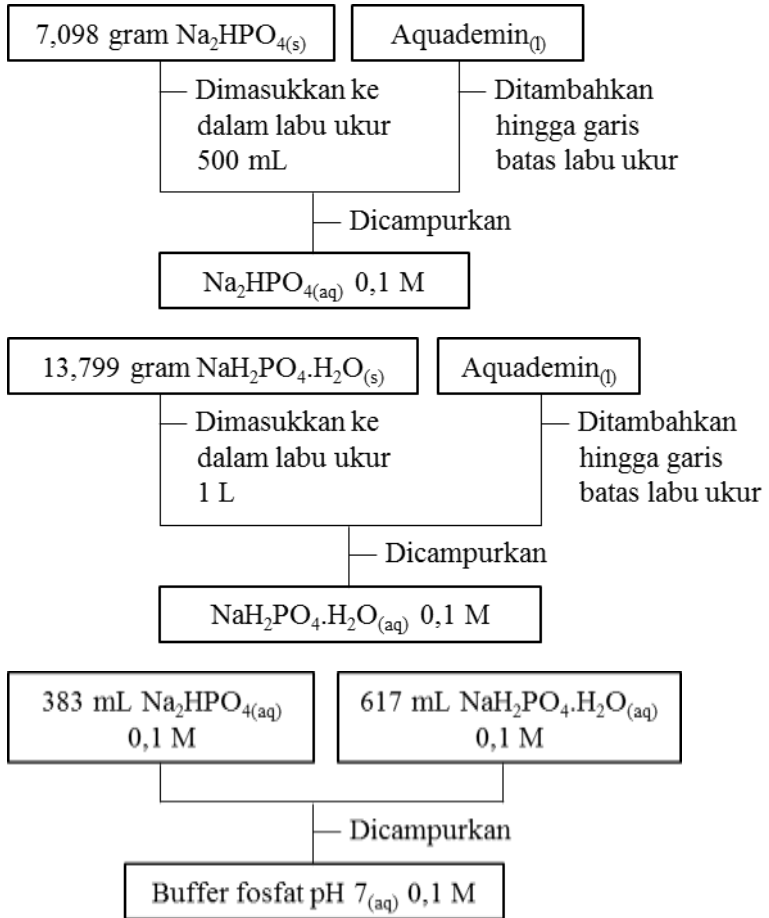 7,098 gram Na₂HPO₄₍ₛ₎
Aquademin₍ₗ₎
Dimasukkan ke
dalam labu ukur
500 mL
Ditambahkan
hingga garis
batas labu ukur
Dicampurkan
Na₂HPO₄(aq) 0,1 M
13,799 gram NaH₂PO₄.H₂O₍ₛ₎
Aquademin₍ₗ₎
Dimasukkan ke
dalam labu ukur
1 L
Ditambahkan
hingga garis
batas labu ukur
Dicampurkan
NaH₂PO₄.H₂O(aq) 0,1 M
383 mL Na₂HPO₄(aq)
0,1 M
617 mL NaH₂PO₄.H₂O(aq)
0,1 M
Dicampurkan
Buffer fosfat pH 7(aq) 0,1 M